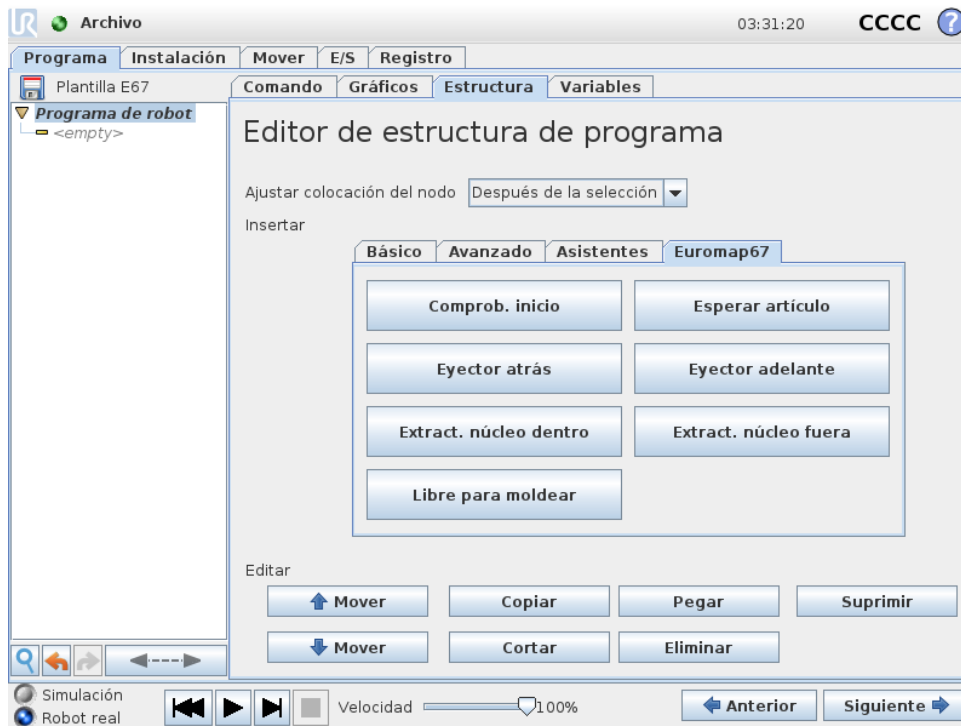 UR Archivo 03:31:20 CCCC ?
Programa Instalación Mover E/S Registro
Plantilla E67
Comando Gráficos Estructura Variables
Programa de robot
<empty>
Editor de estructura de programa
Ajustar colocación del nodo Después de la selección
Insertar
Básico Avanzado Asistentes Euromap67
Comprob. inicio Esperar artículo
Eyector atrás Eyector adelante
Extract. núcleo dentro Extract. núcleo fuera
Libre para moldear
Editar
Mover Copiar Pegar Suprimir
Mover Cortar Eliminar
Simulación
Robot real
Velocidad 100%
Anterior Siguiente